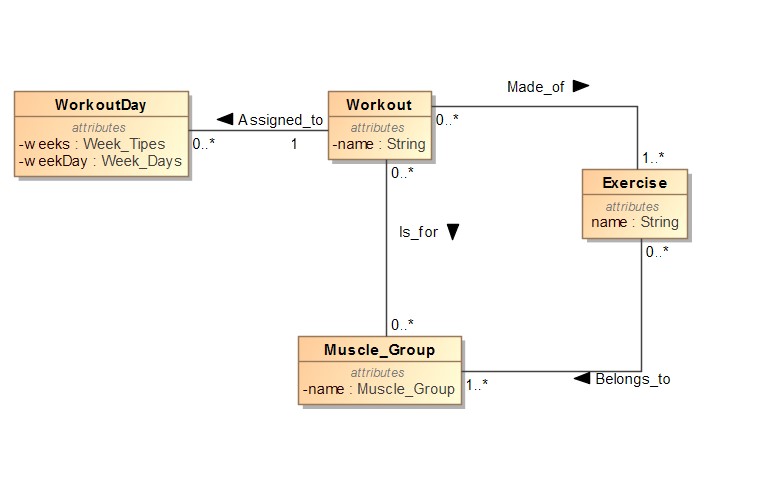 Made_of
WorkoutDay
attributes
-weeks : Week_Tipes
-weekDay : Week_Days
Assigned_to
0..*
1
Workout
attributes
-name : String
0..*
0..*
1..*
Exercise
attributes
name : String
0..*
Is_for
0..*
Muscle_Group
attributes
-name : Muscle_Group
1..*
Belongs_to